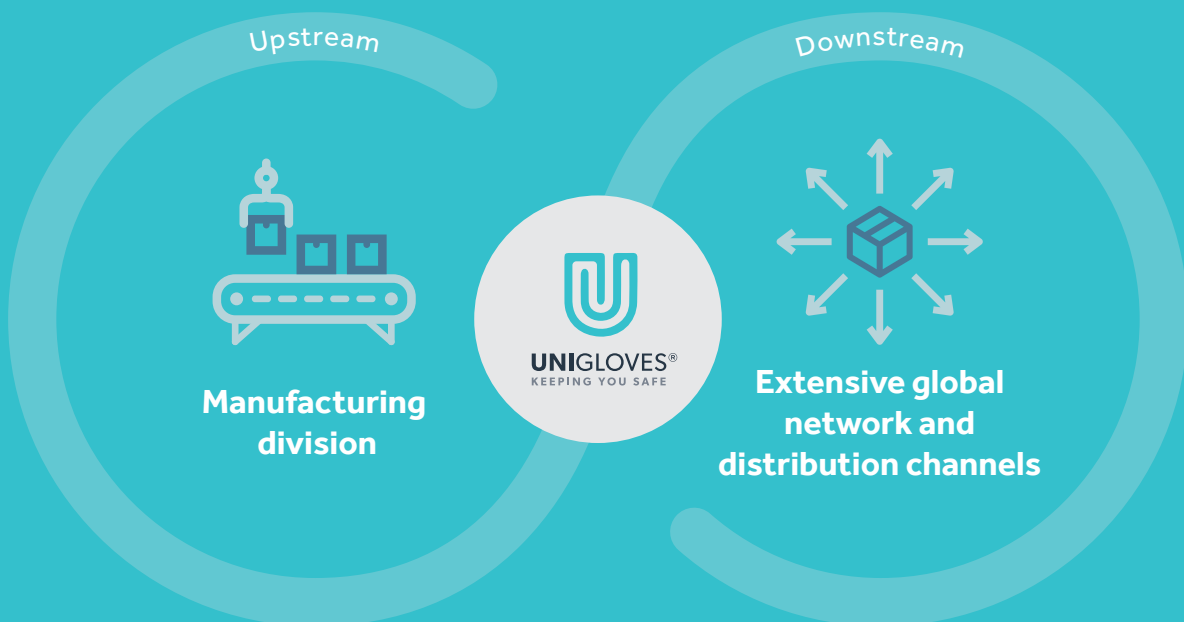 Upstream
Downstream
UNIGLOVES®
KEEPING YOU SAFE
Manufacturing
division
Extensive global
network and
distribution channels